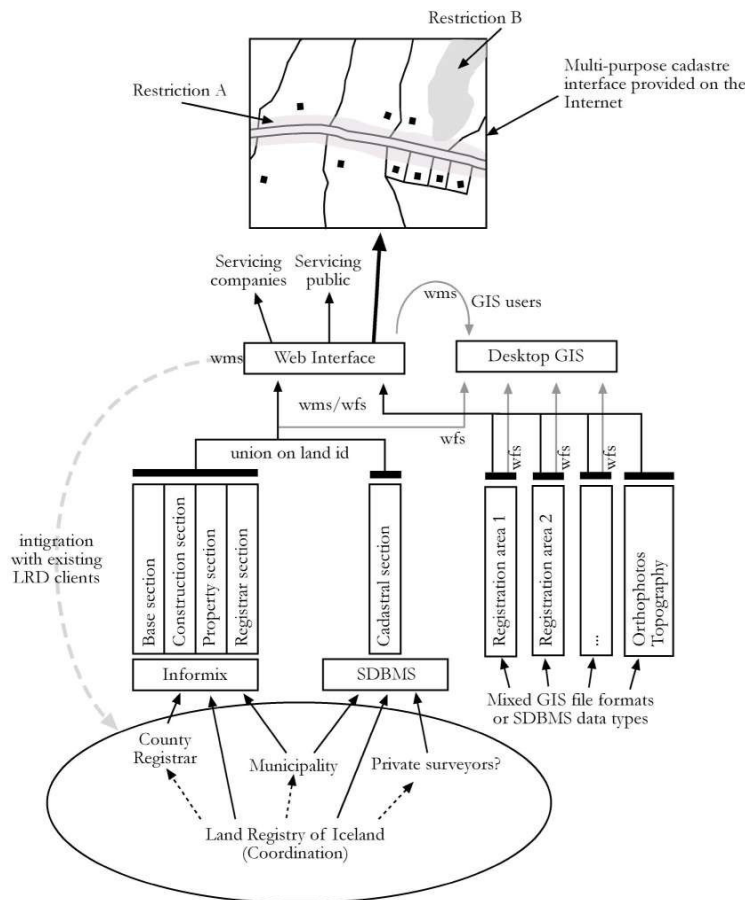 Restriction B
Restriction A
Multi-purpose cadastre
interface provided on the
Internet
Servicing
companies
Servicing
public
wms
GIS users
wms
Web Interface
Desktop GIS
wms/wfs
wfs
union on land id
wfs
wfs
wfs
intigration
with existing
LRD clients
Base section
Construction section
Property section
Registrar section
Cadastral section
Registration area 1
Registration area 2
...
Orthophotos
Topography
Informix
SDBMS
Mixed GIS file formats
or SDBMS data types
County
Registrar
Municipality
Private surveyors?
Land Registry of Iceland
(Coordination)